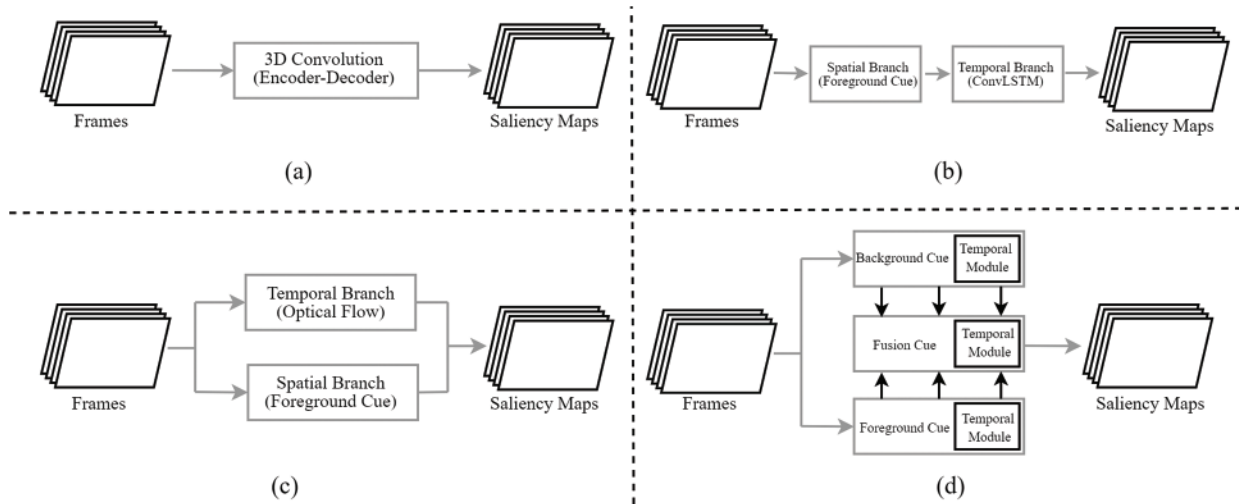 3D Convolution
(Encoder-Decoder)
Frames
Saliency Maps
(a)
Spatial Branch
(Foreground Cue)
Temporal Branch
(ConvLSTM)
Frames
Saliency Maps
(b)
Temporal Branch
(Optical Flow)
Spatial Branch
(Foreground Cue)
Frames
Saliency Maps
(c)
Background Cue
Temporal
Module
Fusion Cue
Temporal
Module
Foreground Cue
Temporal
Module
Frames
Saliency Maps
(d)